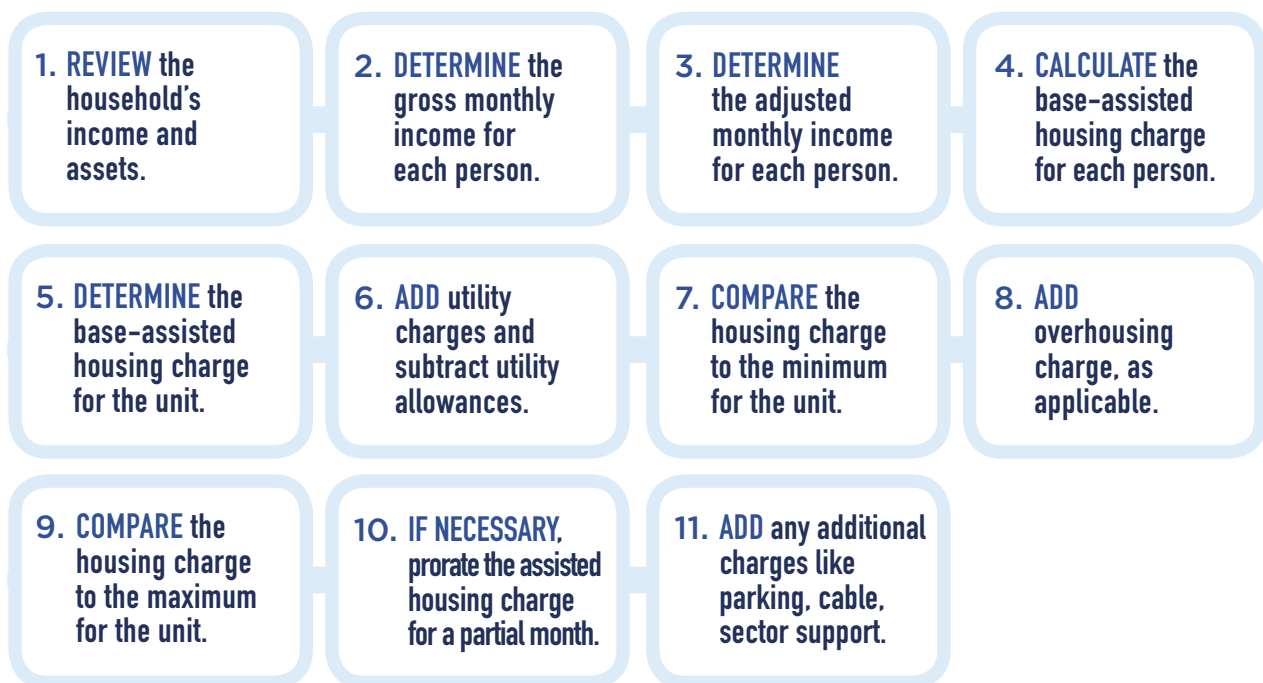 1. REVIEW the
household's
income and
assets.
2. DETERMINE the
gross monthly
income for
each person.
3. DETERMINE
the adjusted
monthly income
for each person.
4. CALCULATE the
base-assisted
housing charge
for each person.
5. DETERMINE the
base-assisted
housing charge
for the unit.
6. ADD utility
charges and
subtract utility
allowances.
7. COMPARE the
housing charge
to the minimum
for the unit.
8. ADD
overhousing
charge, as
applicable.
9. COMPARE the
housing charge
to the maximum
for the unit.
10. IF NECESSARY,
prorate the assisted
housing charge
for a partial month.
11. ADD any additional
charges like
parking, cable,
sector support.